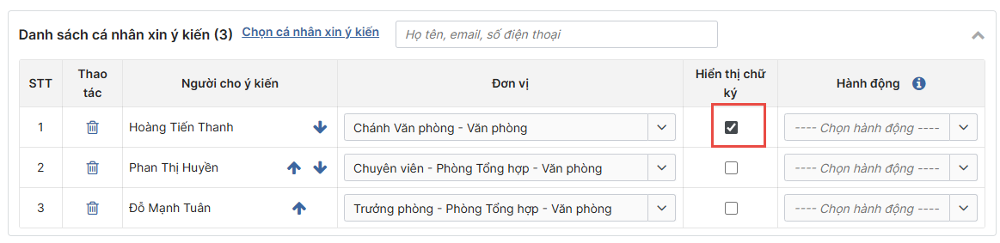 Danh sách cá nhân xin ý kiến (3) Chọn cá nhân xin ý kiến Họ tên, email, số điện thoại
STT Thao tác Người cho ý kiến Đơn vị Hiển thị chữ ký Hành động
1 Hoàng Tiến Thanh Chánh Văn phòng - Văn phòng ---- Chọn hành động ----
2 Phan Thị Huyền Chuyên viên - Phòng Tổng hợp - Văn phòng ---- Chọn hành động ----
3 Đỗ Mạnh Tuân Trưởng phòng - Phòng Tổng hợp - Văn phòng ---- Chọn hành động ----